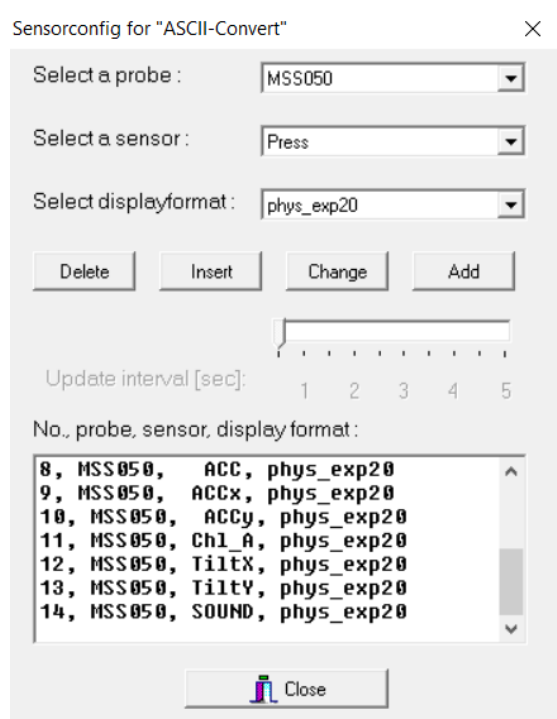 Sensorconfig for "ASCII-Convert"
Select a probe : MSS050
Select a sensor : Press
Select displayformat : phys_exp20
Delete Insert Change Add
Update interval [sec]: 1 2 3 4 5
No., probe, sensor, display format :
8, MSS050, ACC, phys_exp20
9, MSS050, ACCx, phys_exp20
10, MSS050, ACCy, phys_exp20
11, MSS050, Chl_A, phys_exp20
12, MSS050, TiltX, phys_exp20
13, MSS050, TiltY, phys_exp20
14, MSS050, SOUND, phys_exp20
Close